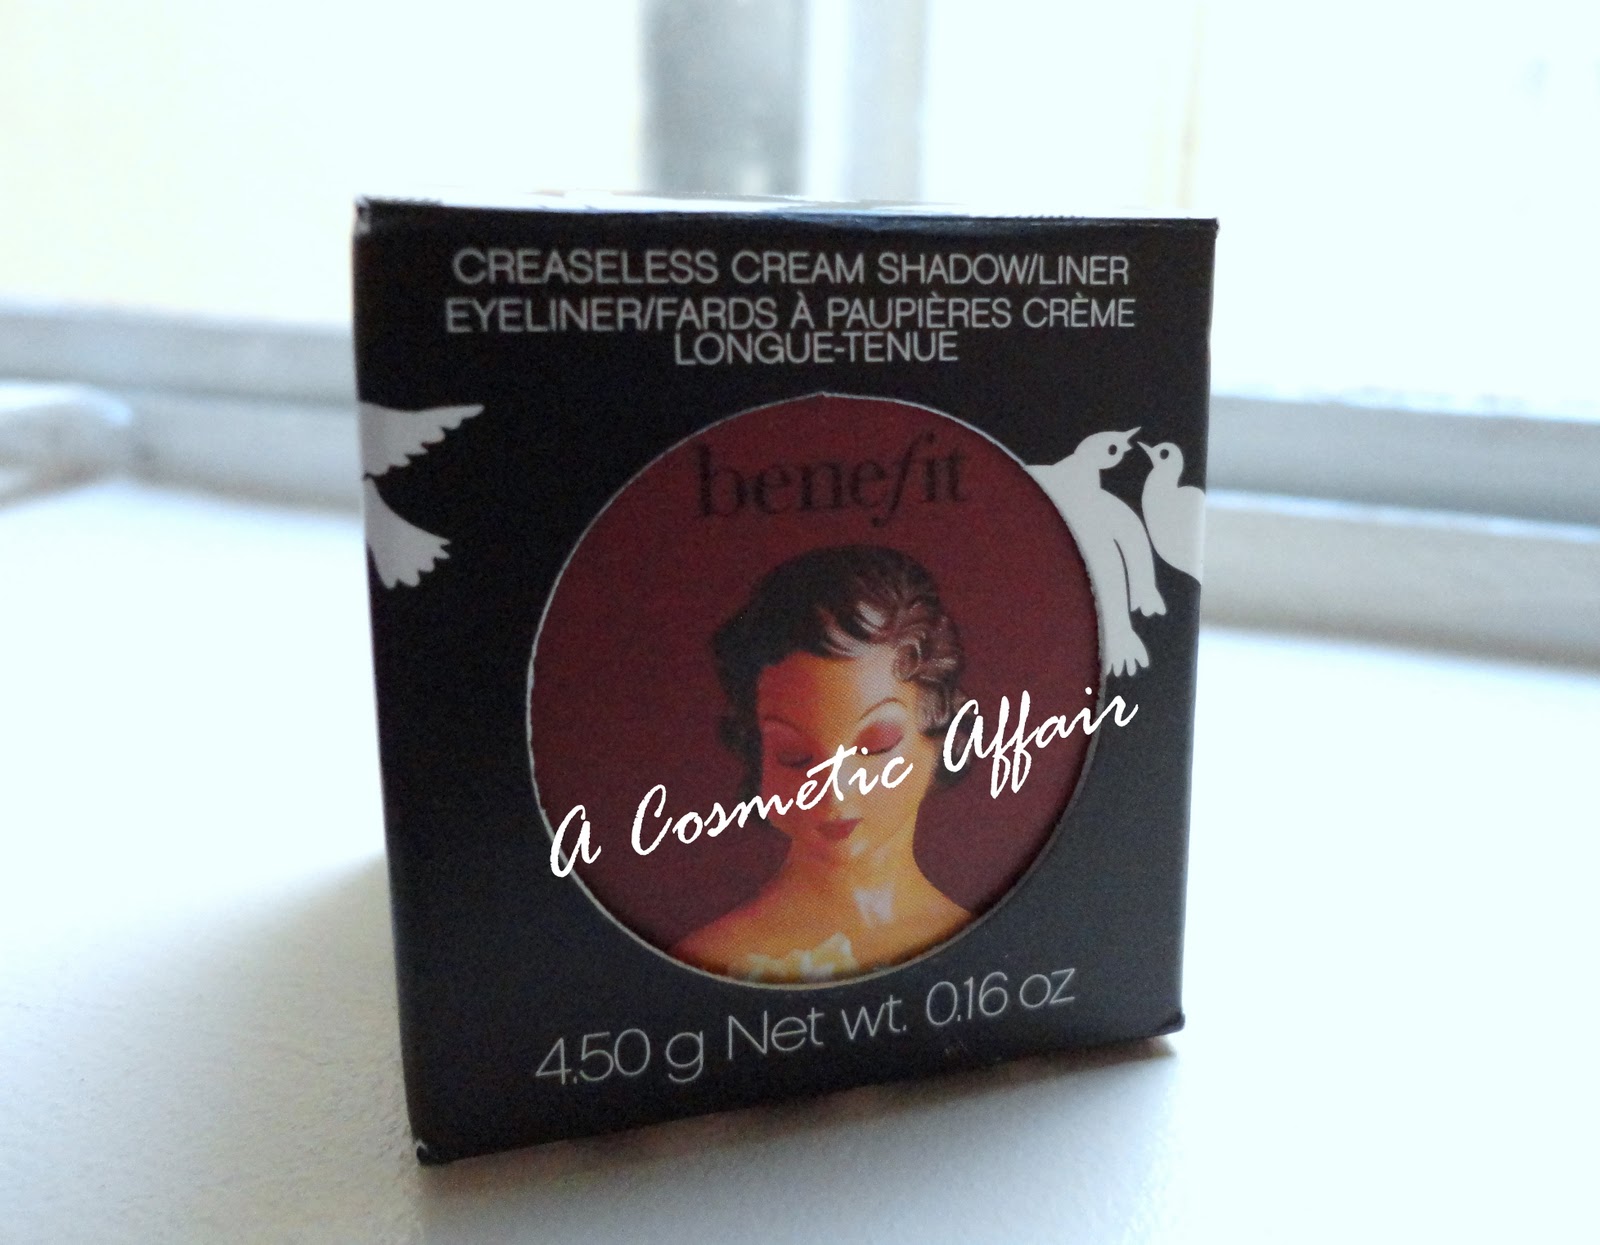 CREASELESS CREAM SHADOW/LINER
EYELINER/FARDS À PAUPIÈRES CRÈME
LONGUE-TENUE
benefit
A Cosmetic Affair
4.50 g Net wt. 0.16 oz